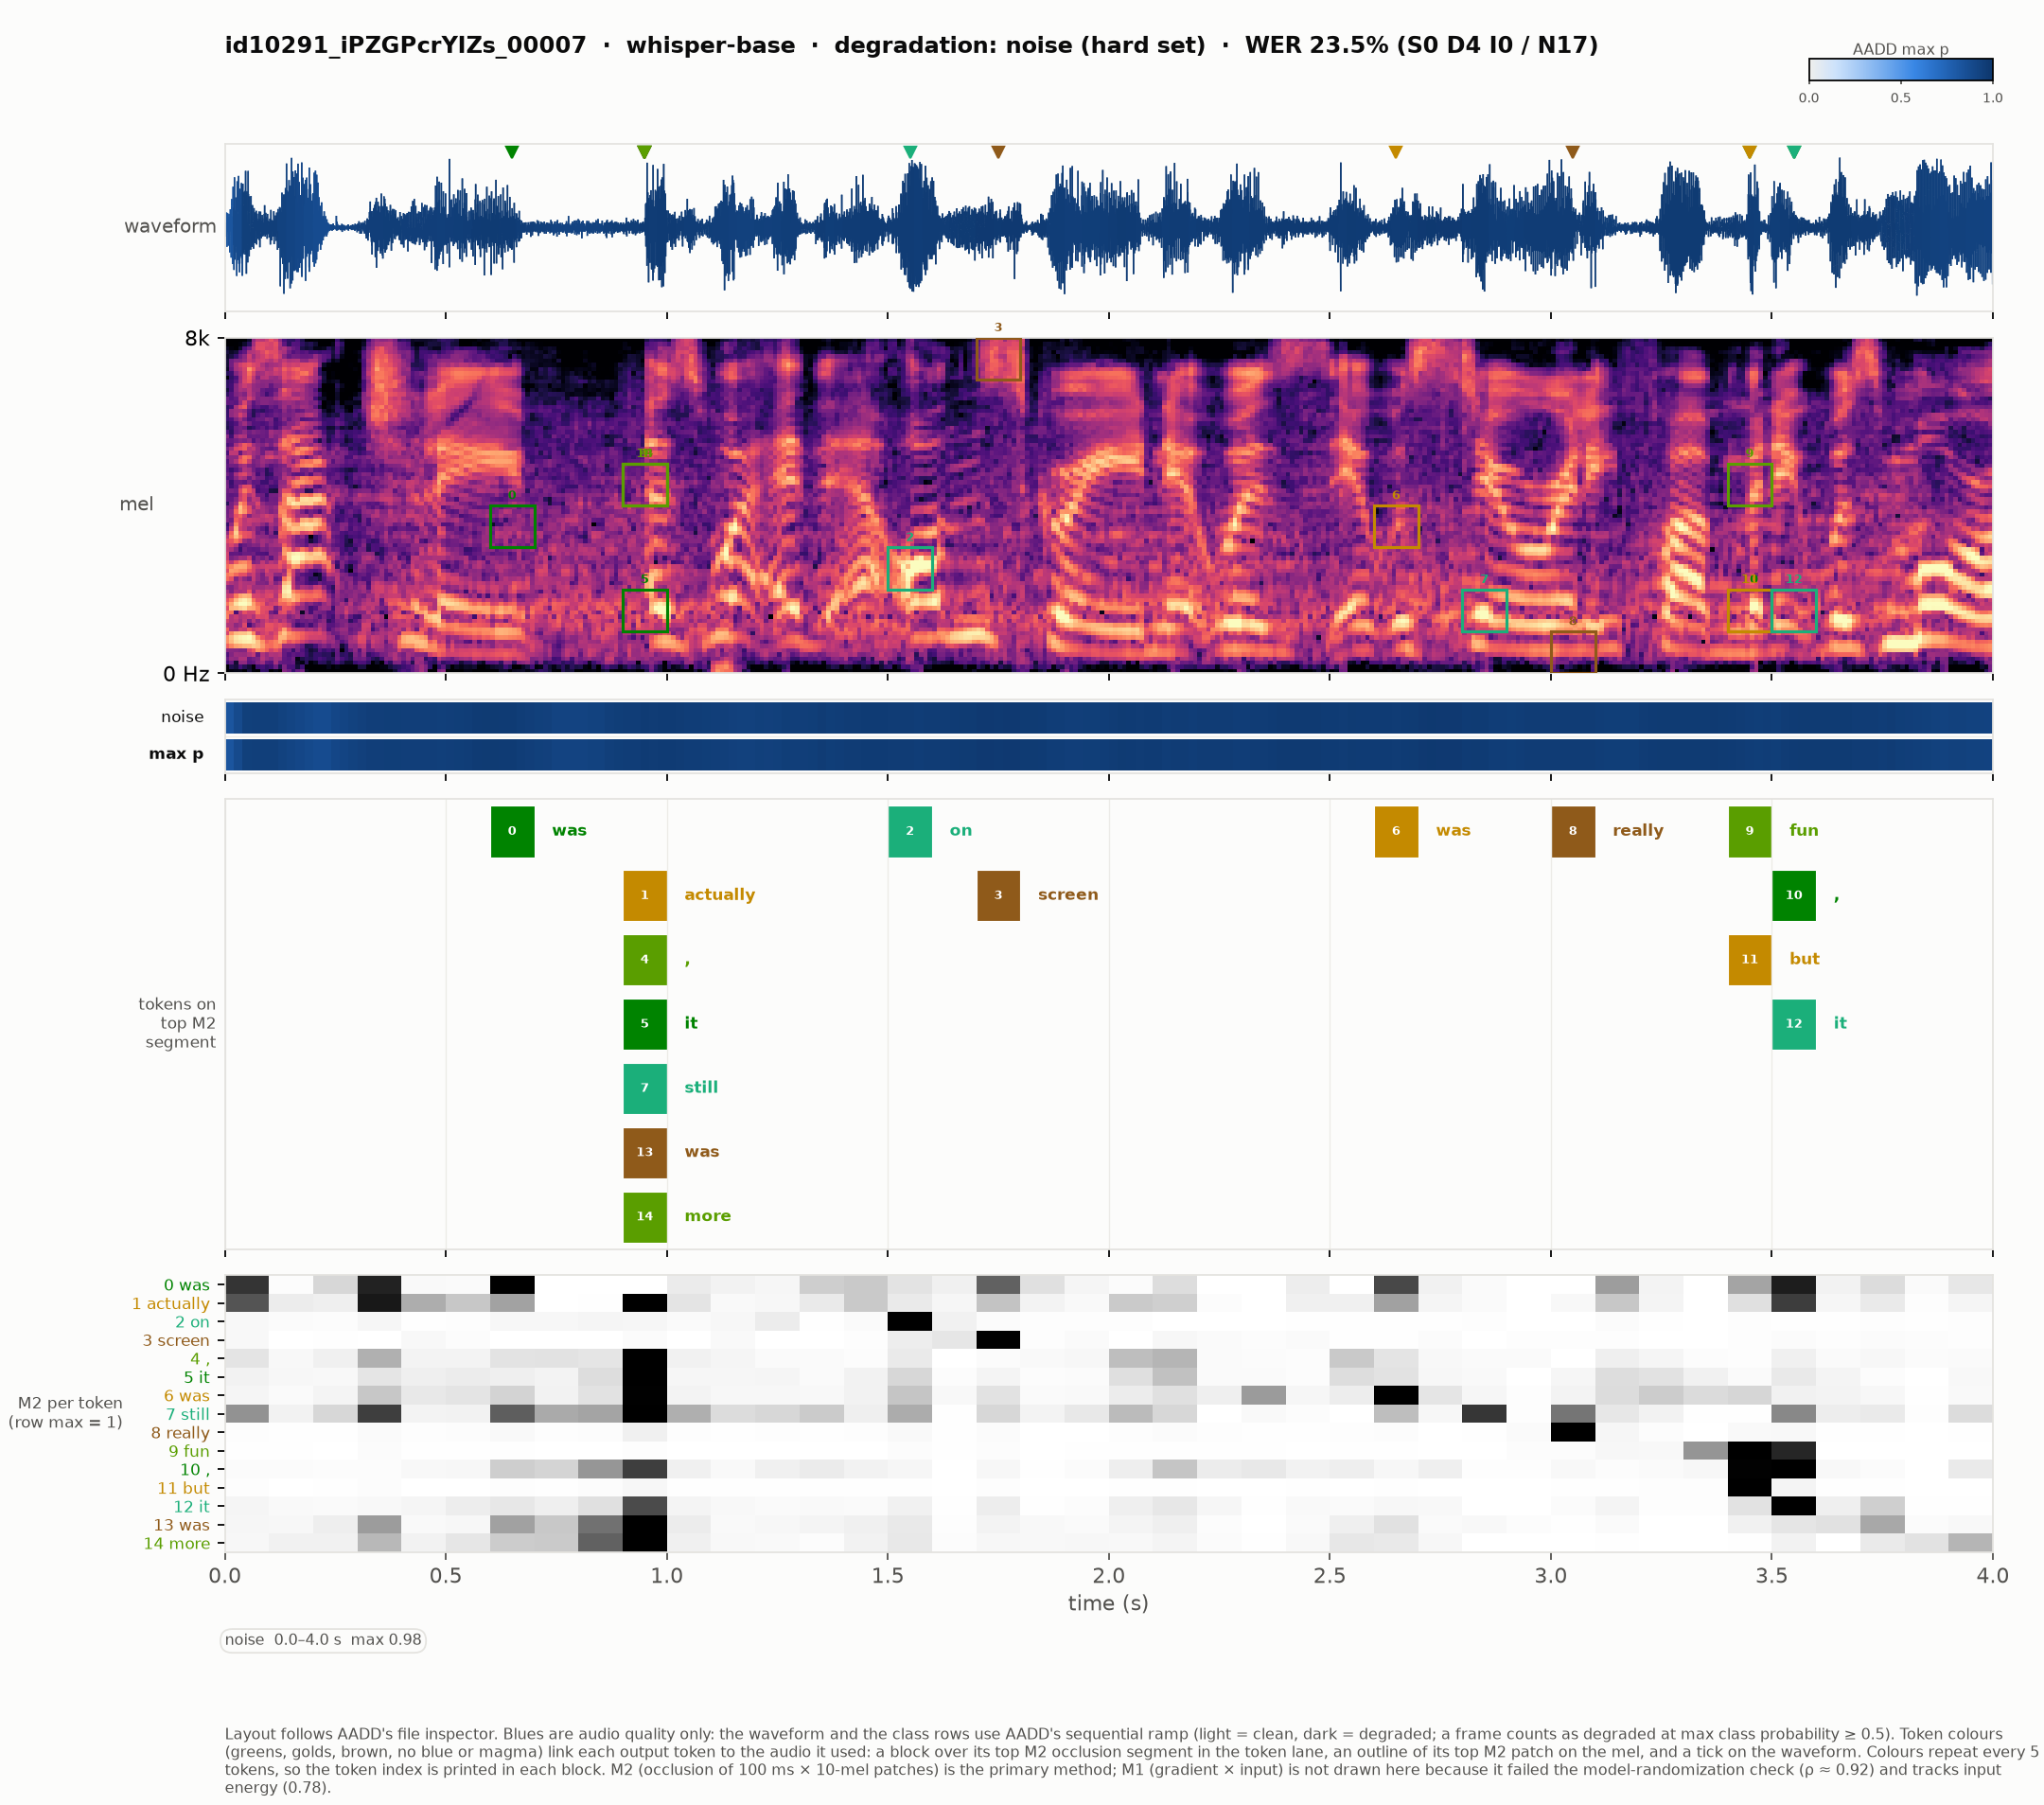 id10291_iPZGPcrYIZs_00007 · whisper-base · degradation: noise (hard set) · WER 23.5% (S0 D4 I0 / N17)
AADD max p
0.0 0.5 1.0
waveform
3
8k
mel
0
6
9
5
7
11
12
0 Hz
noise
max p
0 was
2 on
6 was
8 really
9 fun
1 actually
3 screen
10 ,
4 ,
11 but
tokens on
top M2
segment
5 it
12 it
7 still
13 was
14 more
M2 per token
(row max = 1)
0 was
1 actually
2 on
3 screen
4 ,
5 it
6 was
7 still
8 really
9 fun
10 ,
11 but
12 it
13 was
14 more
0.0 0.5 1.0 1.5 2.0 2.5 3.0 3.5 4.0
time (s)
noise 0.0–4.0 s max 0.98
Layout follows AADD's file inspector. Blues are audio quality only: the waveform and the class rows use AADD's sequential ramp (light = clean, dark = degraded; a frame counts as degraded at max class probability ≥ 0.5). Token colours
(greens, golds, brown, no blue or magma) link each output token to the audio it used: a block over its top M2 occlusion segment in the token lane, an outline of its top M2 patch on the mel, and a tick on the waveform. Colours repeat every 5
tokens, so the token index is printed in each block. M2 (occlusion of 100 ms × 10-mel patches) is the primary method; M1 (gradient × input) is not drawn here because it failed the model-randomization check (ρ ≈ 0.92) and tracks input
energy (0.78).